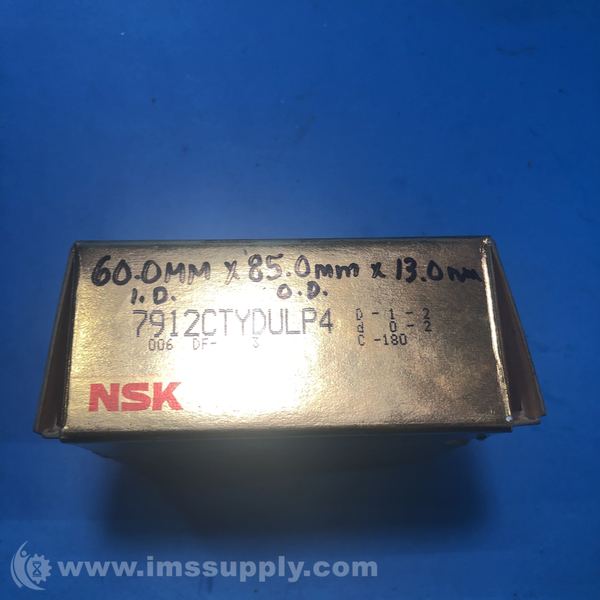 60.0MM x 85.0mm x 13.0mm
I.D. O.D.
7912CTYDULP4 D - 1 - 2
d 0 - 2
006 DF- 3 C -180
NSK
www.imssupply.com